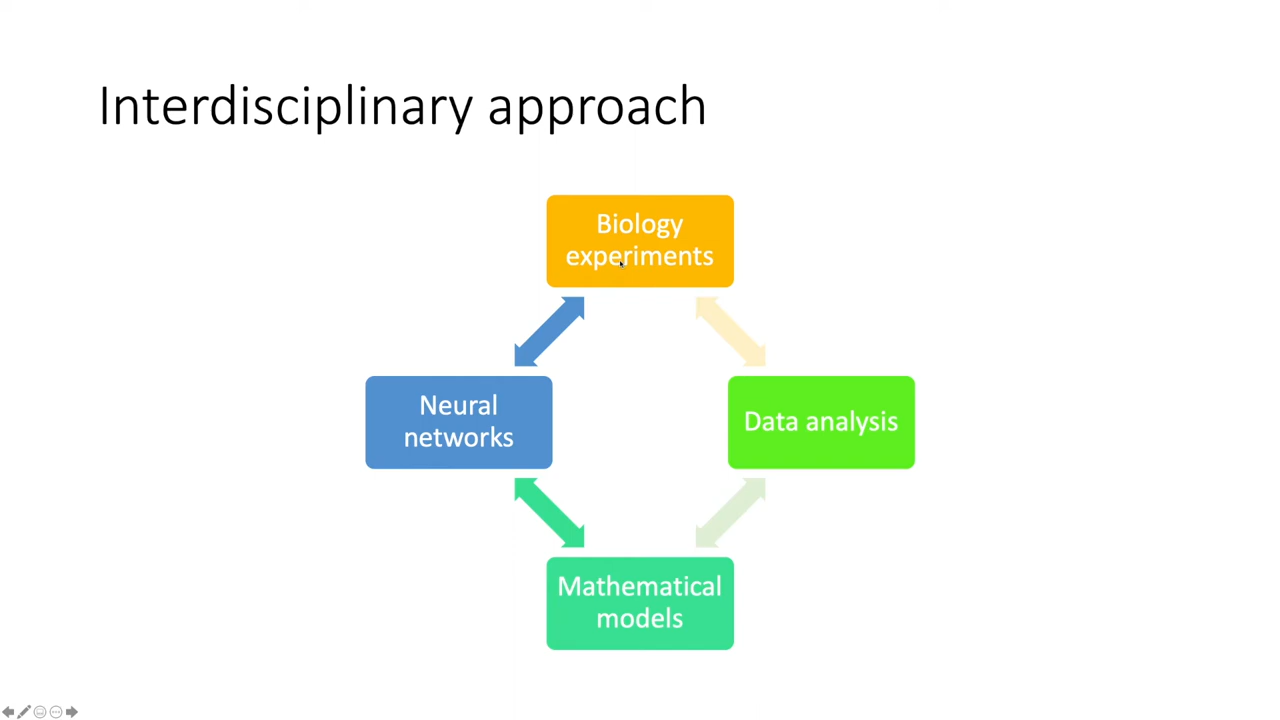 Interdisciplinary approach
Biology
experiments
Neural
networks
Data analysis
Mathematical
models